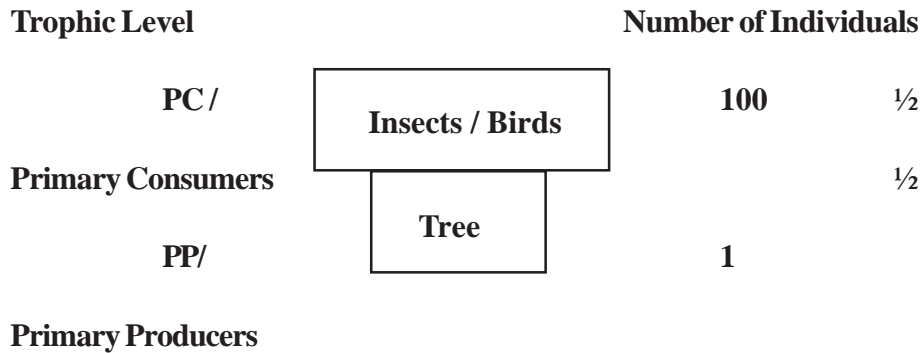 Trophic Level Number of Individuals
PC / 100 ½
Insects / Birds
Primary Consumers ½
Tree
PP/ 1
Primary Producers